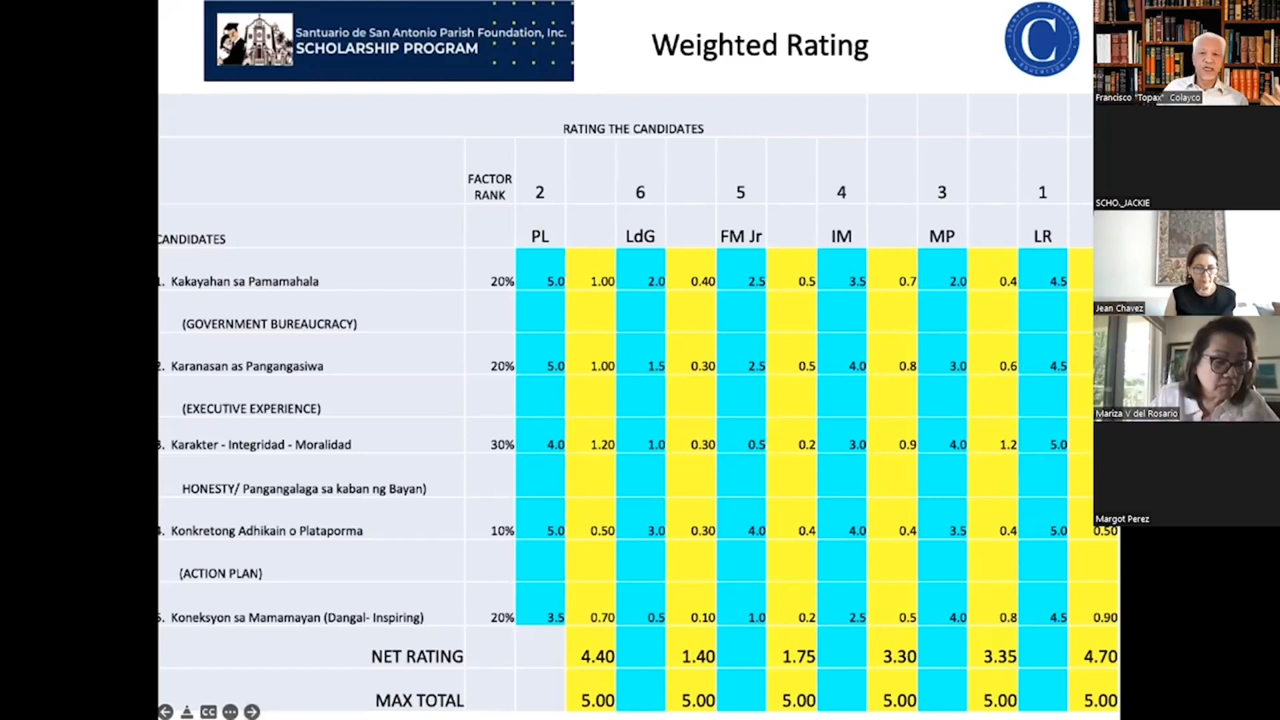 Santuario de San Antonio Parish Foundation, Inc.
SCHOLARSHIP PROGRAM
Weighted Rating
C
Francisco "Topax" Colayco
RATING THE CANDIDATES
FACTOR RANK 2 6 5 4 3 1
SCHO._JACKIE
CANDIDATES PL LdG FM Jr IM MP LR
1. Kakayahan sa Pamamahala 20% 5.0 1.00 2.0 0.40 2.5 0.5 3.5 0.7 2.0 0.4 4.5
Jean Chavez
(GOVERNMENT BUREAUCRACY)
2. Karanasan as Pangangasiwa 20% 5.0 1.00 1.5 0.30 2.5 0.5 4.0 0.8 3.0 0.6 4.5
(EXECUTIVE EXPERIENCE)
Mariza V del Rosario
3. Karakter - Integridad - Moralidad 30% 4.0 1.20 1.0 0.30 0.5 0.2 3.0 0.9 4.0 1.2 5.0
HONESTY/ Pangangalaga sa kaban ng Bayan)
Margot Perez
4. Konkretong Adhikain o Plataporma 10% 5.0 0.50 3.0 0.30 4.0 0.4 4.0 0.4 3.5 0.4 5.0 0.50
(ACTION PLAN)
5. Koneksyon sa Mamamayan (Dangal- Inspiring) 20% 3.5 0.70 0.5 0.10 1.0 0.2 2.5 0.5 4.0 0.8 4.5 0.90
NET RATING 4.40 1.40 1.75 3.30 3.35 4.70
MAX TOTAL 5.00 5.00 5.00 5.00 5.00 5.00
CC